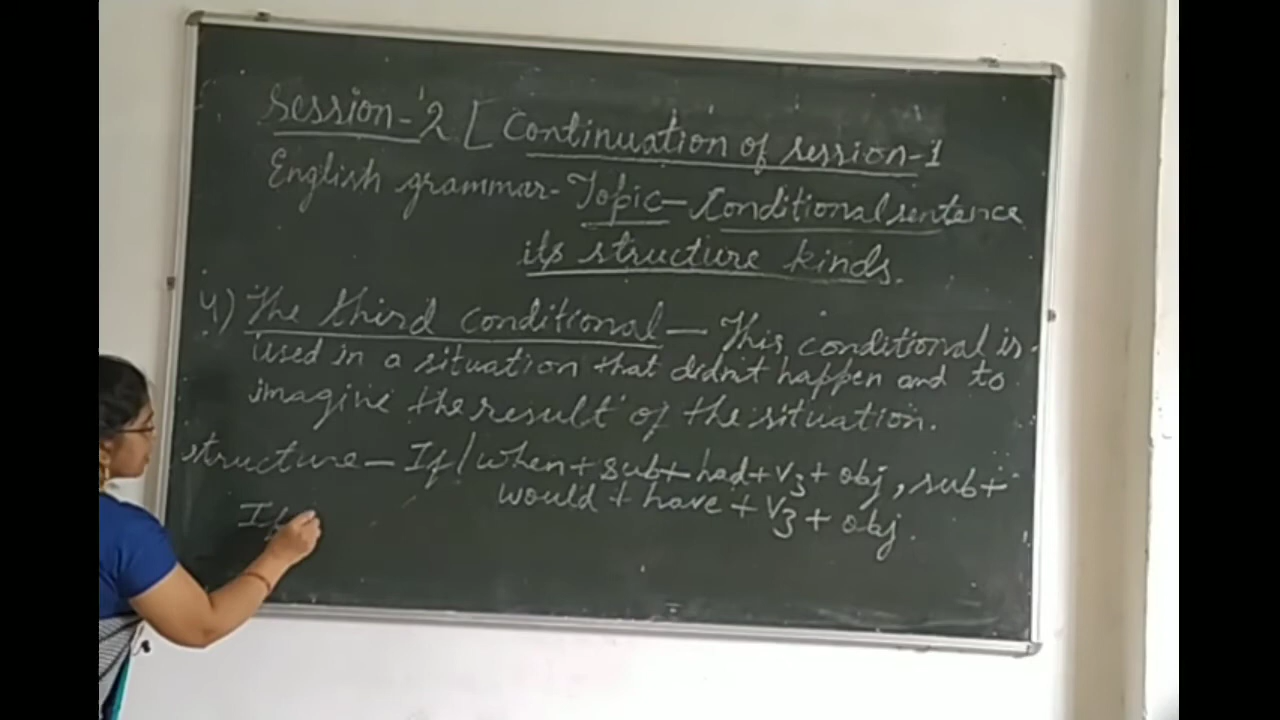 Session-2 [ Continuation of session-1
English grammar-Topic-Conditional sentence
its structure kinds.
4) The third conditional - This conditional is
used in a situation that didn't happen and to
imagine the result of the situation.
structure - If/when + sub + had + V3 + obj, sub +
would + have + V3 + obj.
If